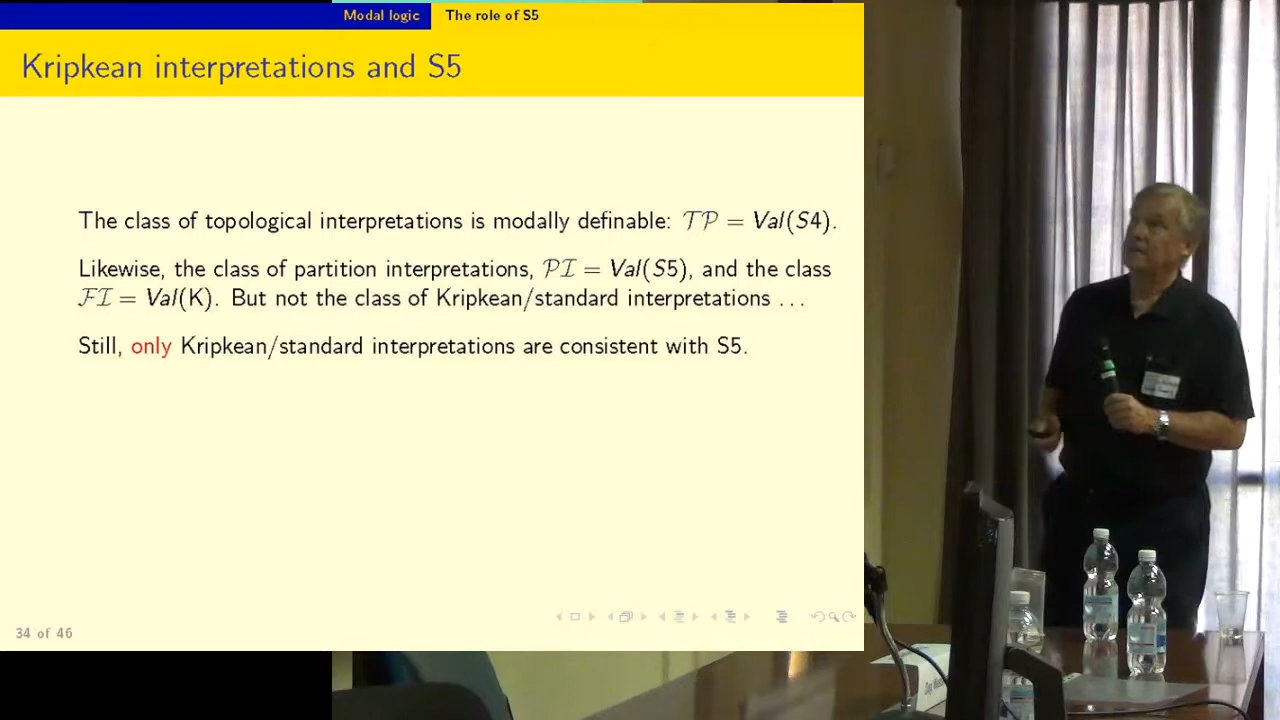 Modal logic
The role of S5
Kripkean interpretations and S5
The class of topological interpretations is modally definable: 𝒯𝒫 = Val(S4).
Likewise, the class of partition interpretations, 𝒫ℐ = Val(S5), and the class
ℱℐ = Val(K). But not the class of Kripkean/standard interpretations ...
Still, only Kripkean/standard interpretations are consistent with S5.
34 of 46
Dag